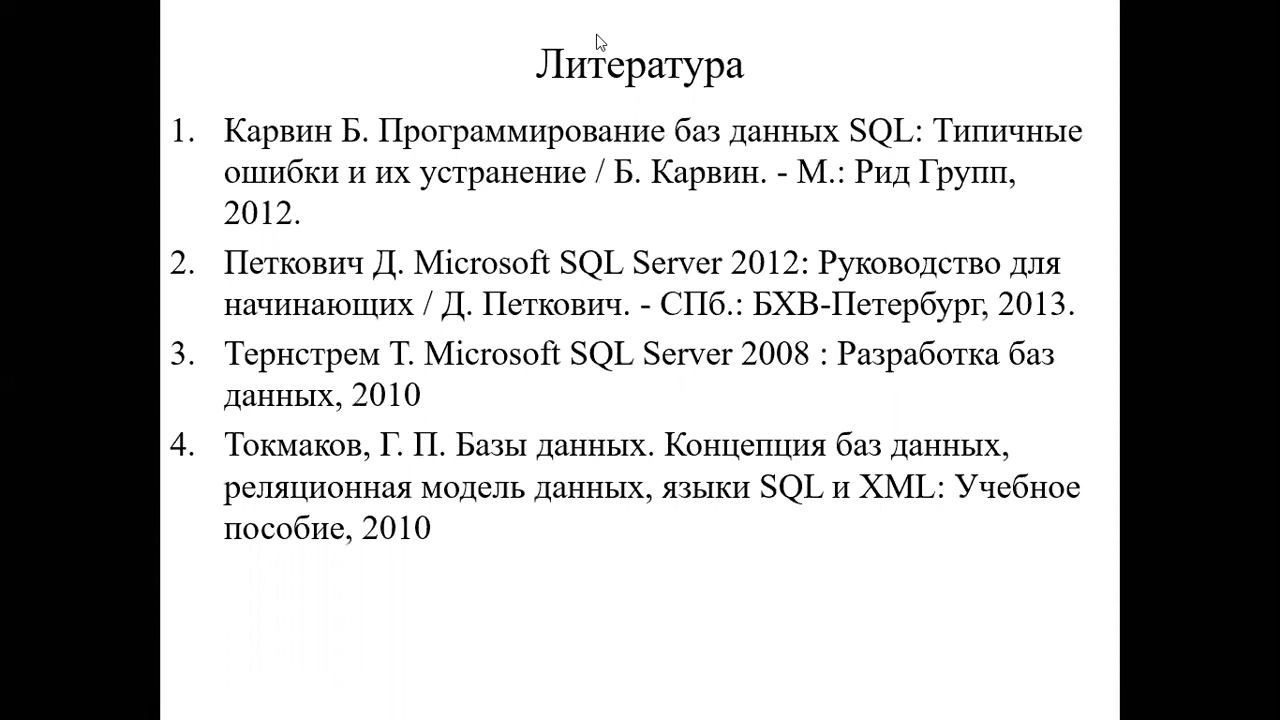 Литература
1. Карвин Б. Программирование баз данных SQL: Типичные
ошибки и их устранение / Б. Карвин. - М.: Рид Групп,
2012.
2. Петкович Д. Microsoft SQL Server 2012: Руководство для
начинающих / Д. Петкович. - СПб.: БХВ-Петербург, 2013.
3. Тернстрем Т. Microsoft SQL Server 2008 : Разработка баз
данных, 2010
4. Токмаков, Г. П. Базы данных. Концепция баз данных,
реляционная модель данных, языки SQL и XML: Учебное
пособие, 2010